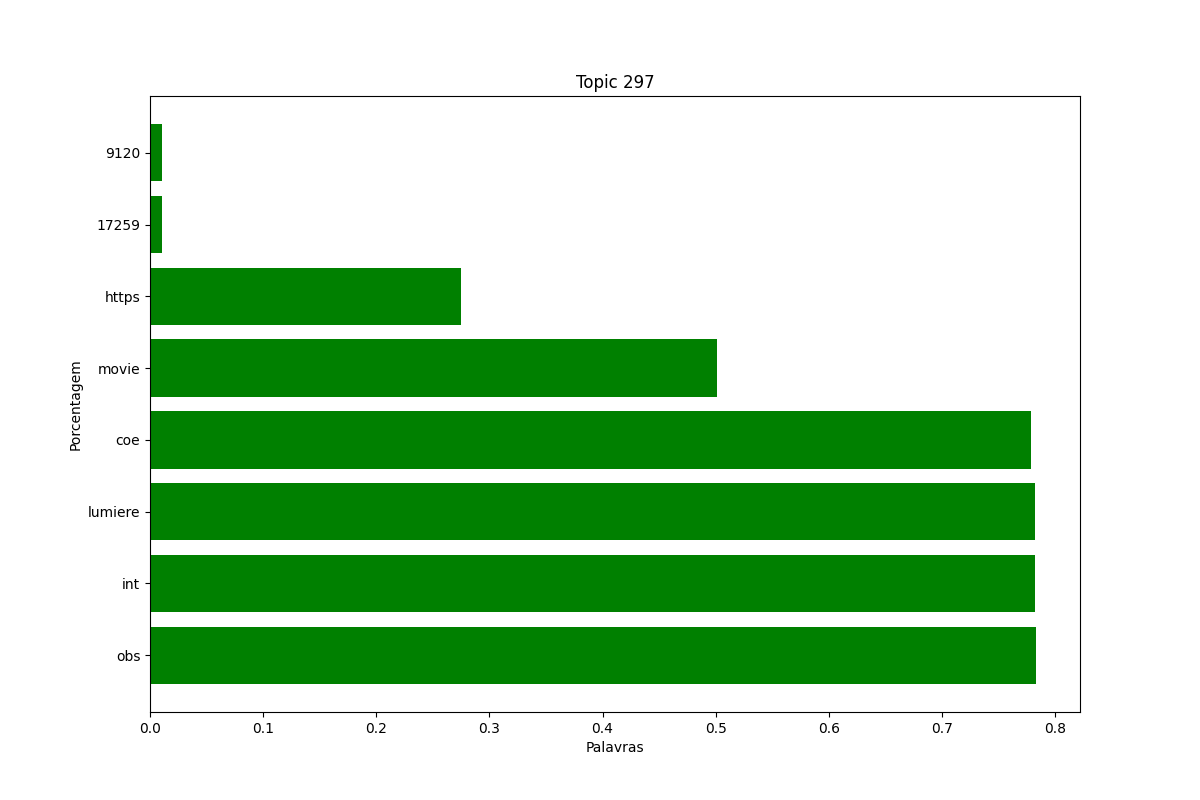 Topic 297
9120
17259
https
movie
coe
lumiere
int
obs
Porcentagem
0.0 0.1 0.2 0.3 0.4 0.5 0.6 0.7 0.8
Palavras